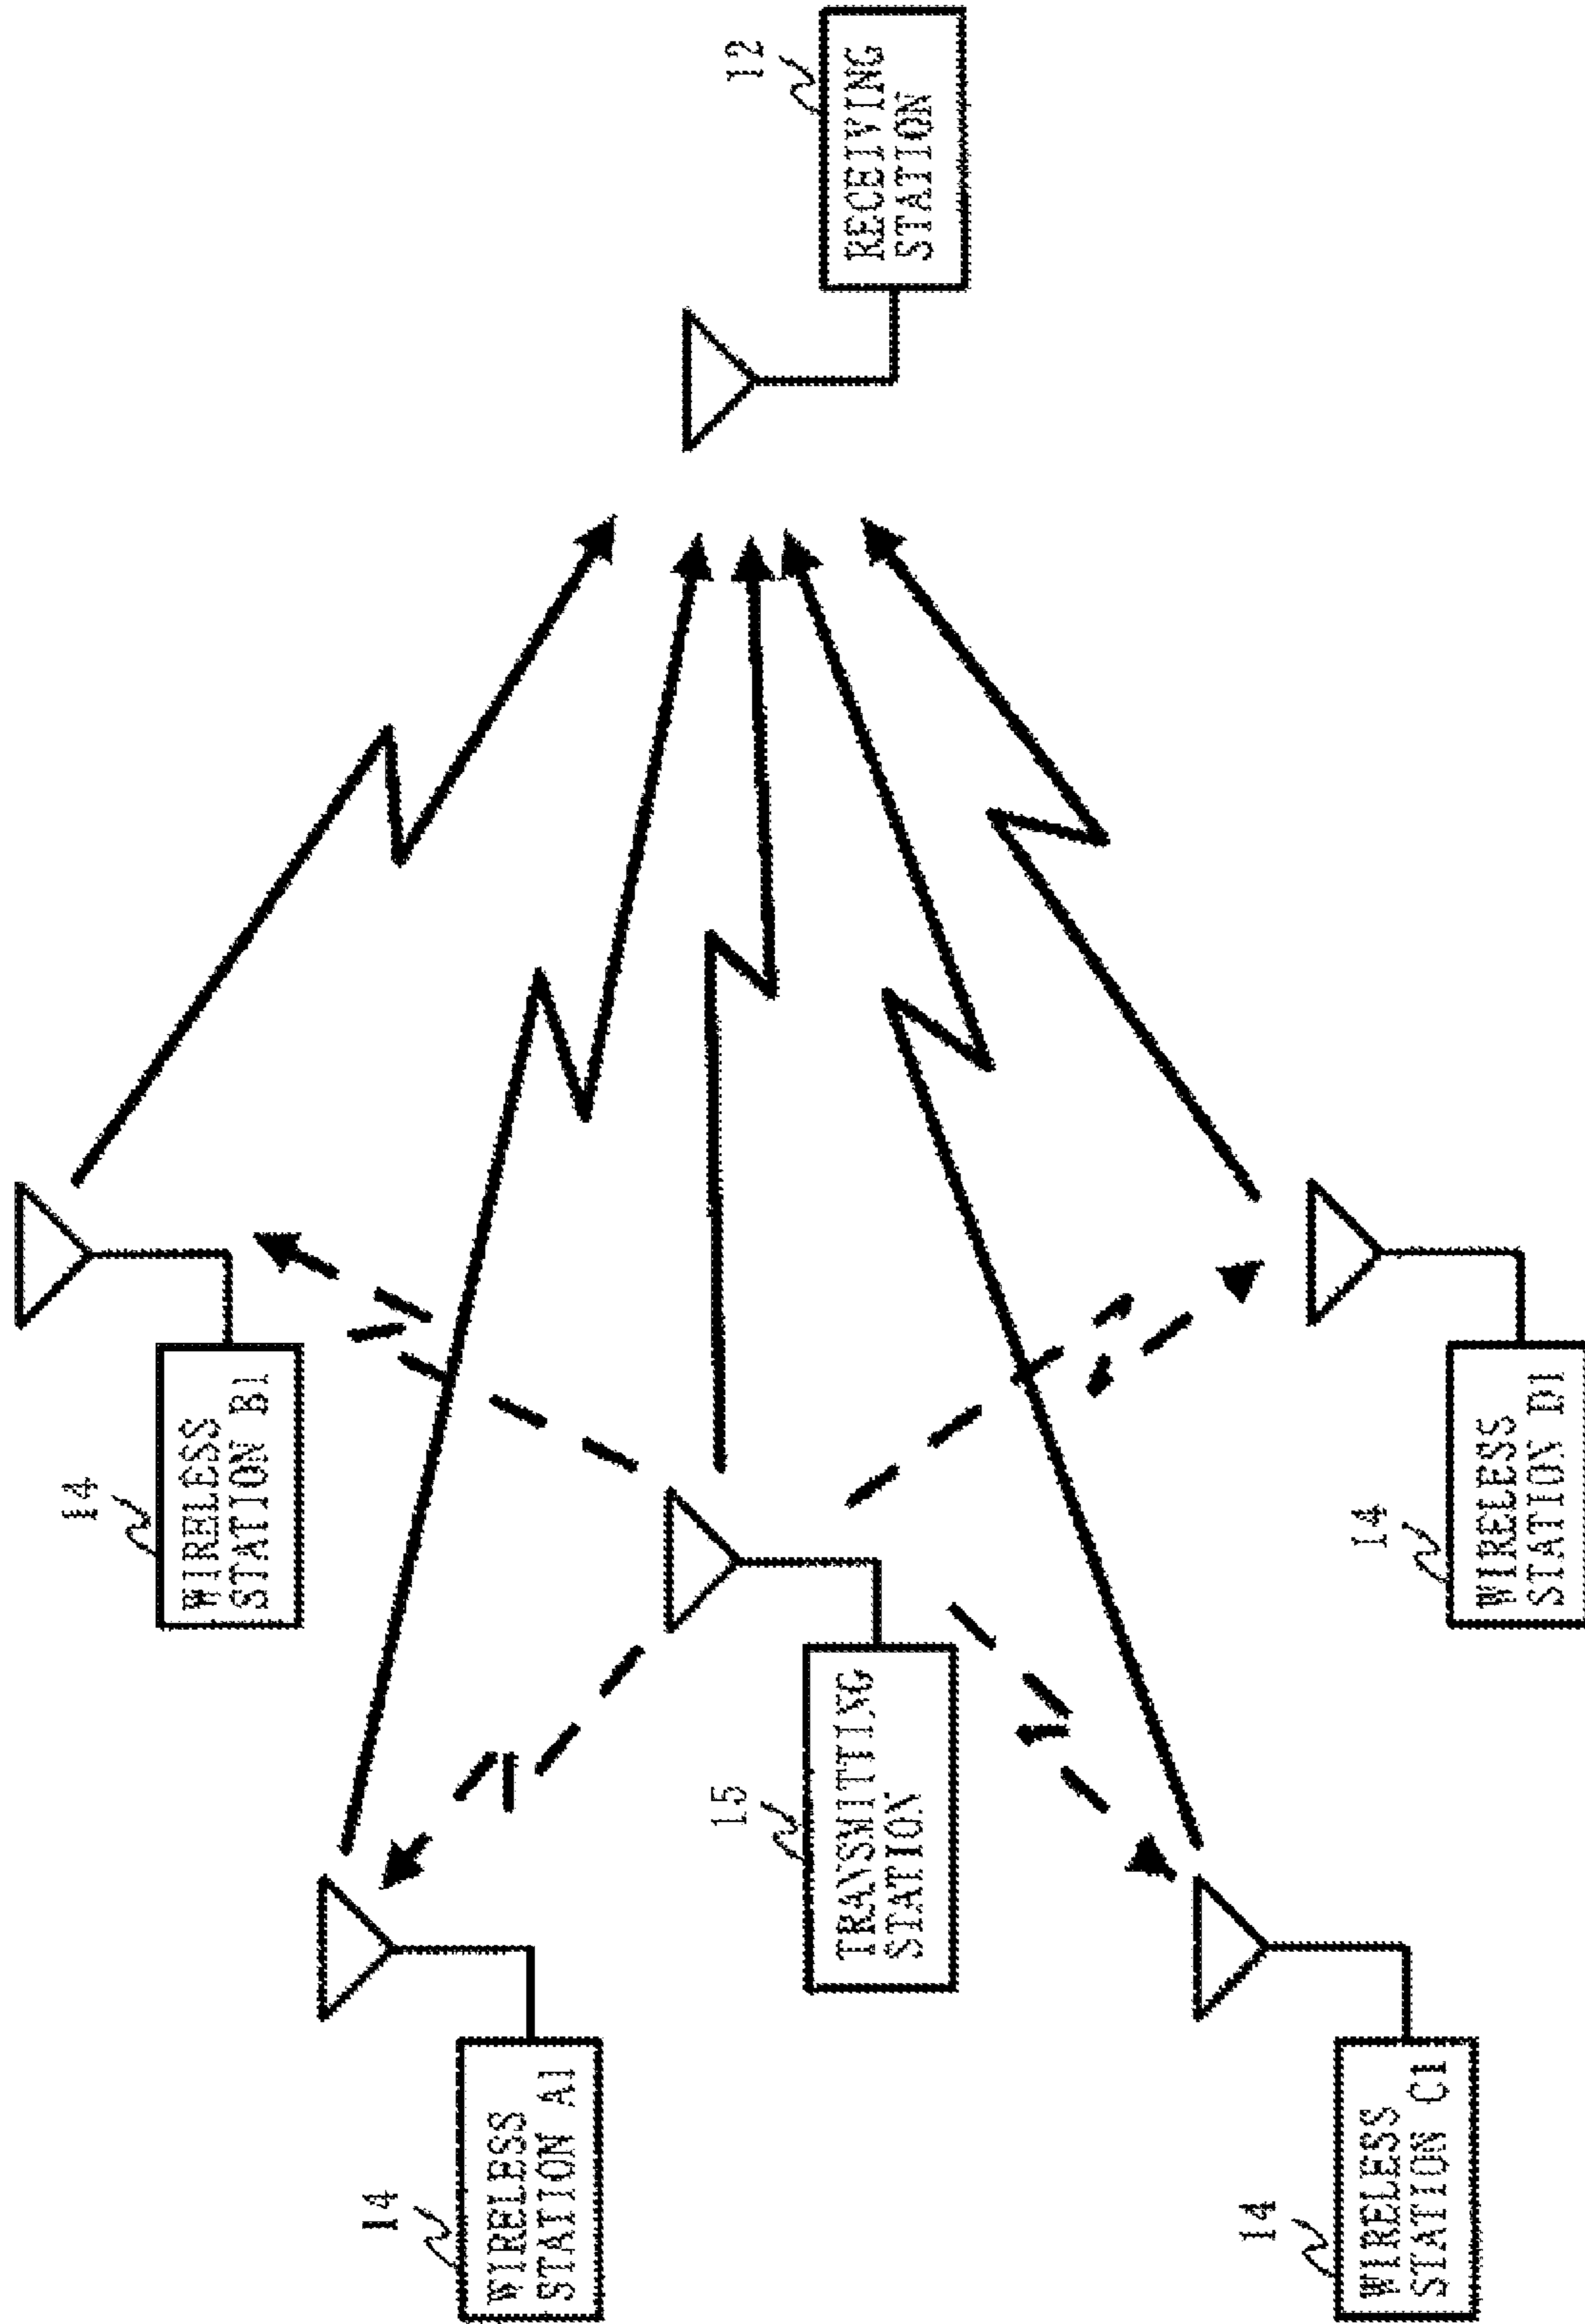 14
WIRELESS
STATION B1
14
WIRELESS
STATION A1
12
RECEIVING
STATION
15
TRANSMITTING
STATION
14
WIRELESS
STATION D1
14
WIRELESS
STATION C1